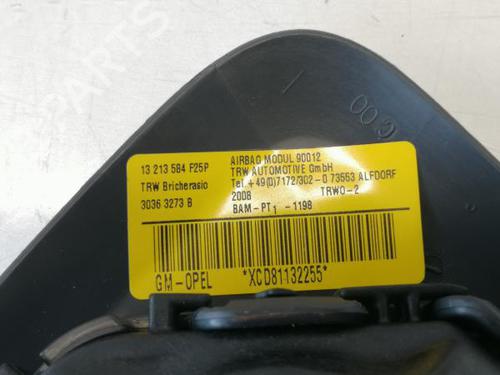 13 213 584 F25P
TRW Bricherasio
3036 3273 B
AIRBAG MODUL 90012
TRW AUTOMOTIVE GmbH
Tel.+49(0)7172/302-0 73553 ALFDORF
2008 TRWO-2
BAM-PT1 -1198
GM-OPEL *XCD81132255*